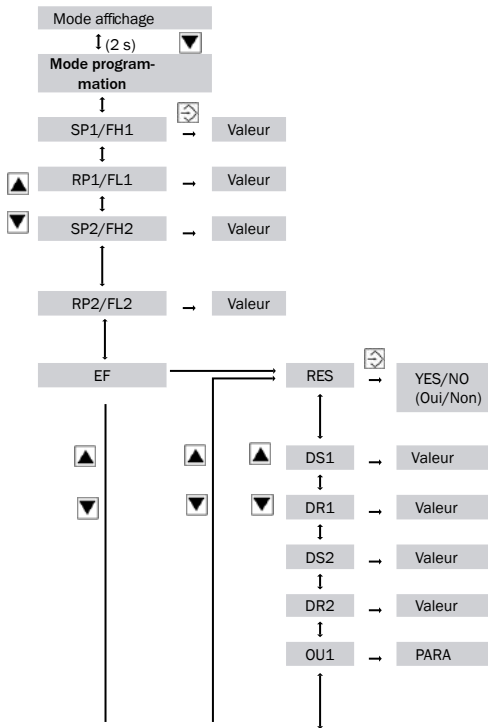 Mode affichage
(2 s)
Mode program-
mation
SP1/FH1 Valeur
RP1/FL1 Valeur
SP2/FH2 Valeur
RP2/FL2 Valeur
EF RES YES/NO
(Oui/Non)
DS1 Valeur
DR1 Valeur
DS2 Valeur
DR2 Valeur
OU1 PARA